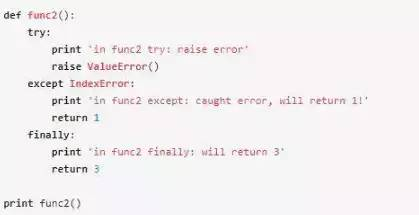 def func2():
    try:
        print 'in func2 try: raise error'
        raise ValueError()
    except IndexError:
        print 'in func2 except: caught error, will return 1!'
        return 1
    finally:
        print 'in func2 finally: will return 3'
        return 3
print func2()